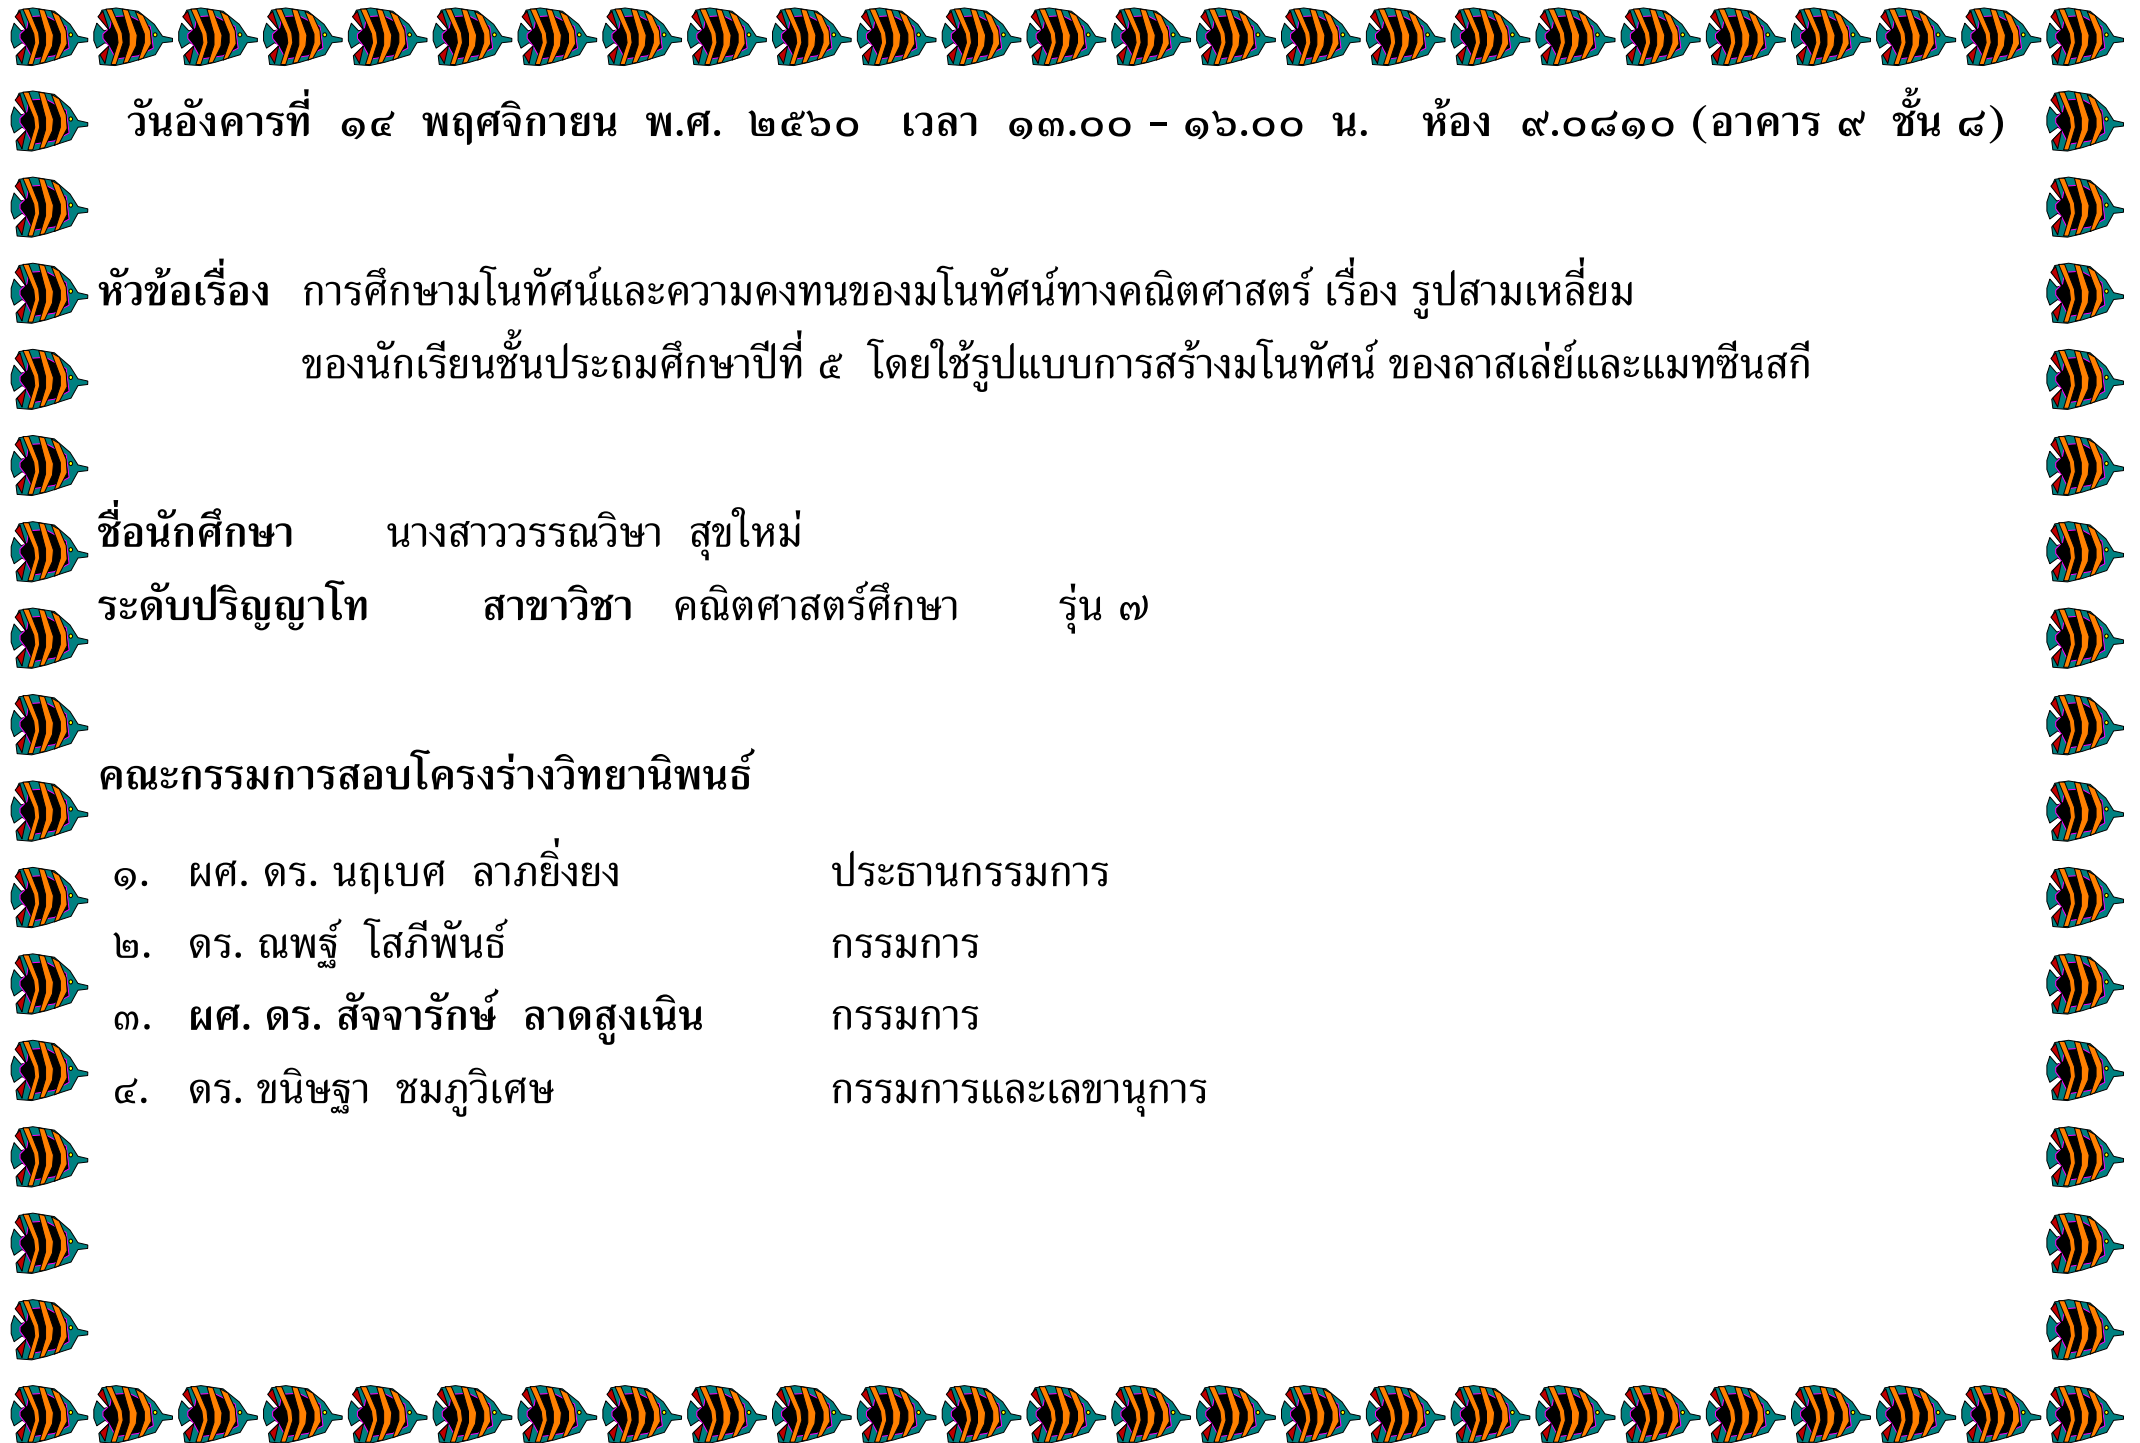 วันอังคารที่ ๑๔ พฤศจิกายน พ.ศ. ๒๕๖๐ เวลา ๑๓.๐๐ – ๑๖.๐๐ น. ห้อง ๙.๐๘๑๐ (อาคาร ๙ ชั้น ๘)
หัวข้อเรื่อง การศึกษามโนทัศน์และความคงทนของมโนทัศน์ทางคณิตศาสตร์ เรื่อง รูปสามเหลี่ยม
ของนักเรียนชั้นประถมศึกษาปีที่ ๕ โดยใช้รูปแบบการสร้างมโนทัศน์ ของลาสเล่ย์และแมทซีนสกี
ชื่อนักศึกษา นางสาววรรณวิษา สุขใหม่
ระดับปริญญาโท สาขาวิชา คณิตศาสตร์ศึกษา รุ่น ๗
คณะกรรมการสอบโครงร่างวิทยานิพนธ์
๑. ผศ. ดร. นฤเบศ ลาภยิ่งยง ประธานกรรมการ
๒. ดร. ณพฐ์ โสภีพันธ์ กรรมการ
๓. ผศ. ดร. สัจจารักษ์ ลาดสูงเนิน กรรมการ
๔. ดร. ขนิษฐา ชมภูวิเศษ กรรมการและเลขานุการ